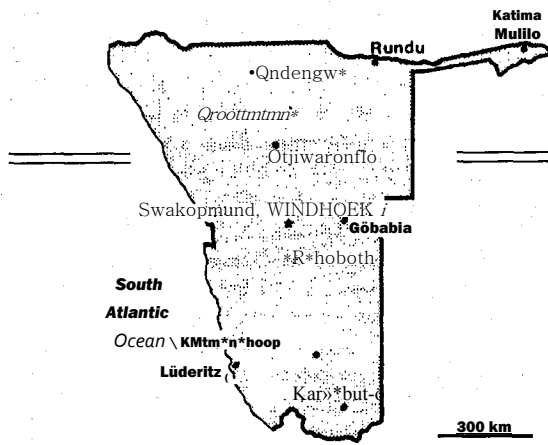 Katima
Mulilo
Rundu
Qndengw*
Qroottmtmn*
Otjiwaronflo
Swakopmund, WINDHOEK i
Göbabia
*R*hoboth
South
Atlantic
Ocean \ KMtm*n*hoop
Lüderitz
Kar»*but-
300 km